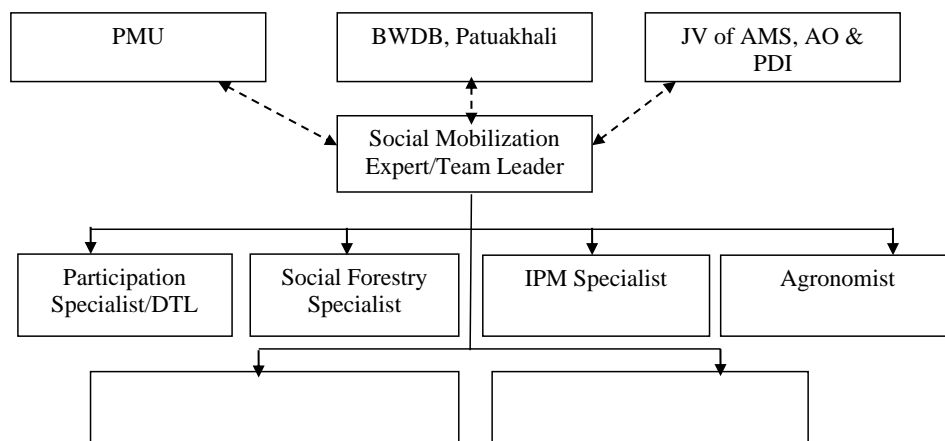 PMU
BWDB, Patuakhali
JV of AMS, AO &
PDI
Social Mobilization
Expert/Team Leader
Participation
Specialist/DTL
Social Forestry
Specialist
IPM Specialist
Agronomist